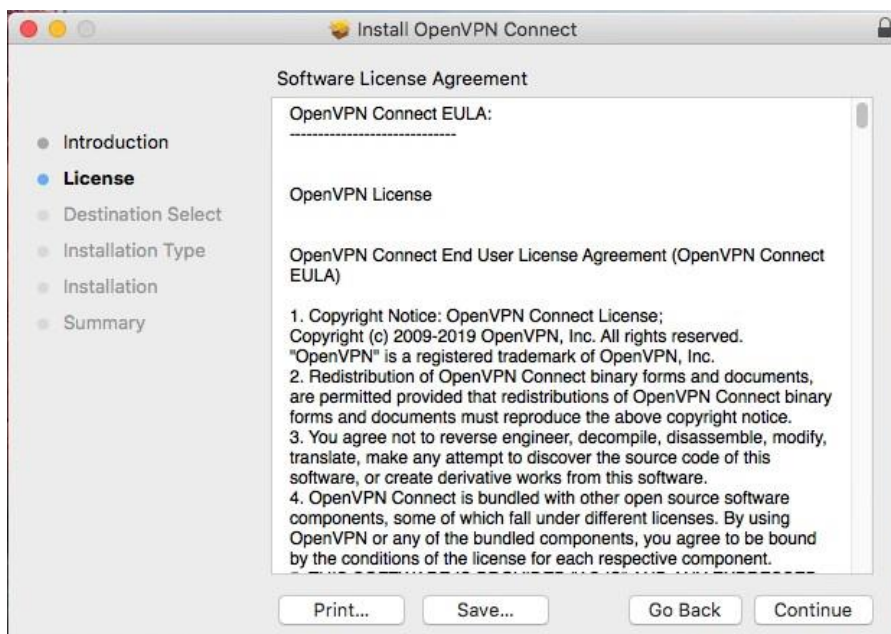 Install OpenVPN Connect
Software License Agreement
Introduction
License
Destination Select
Installation Type
Installation
Summary
OpenVPN Connect EULA:
-----------------------------
OpenVPN License
OpenVPN Connect End User License Agreement (OpenVPN Connect
EULA)
1. Copyright Notice: OpenVPN Connect License;
Copyright (c) 2009-2019 OpenVPN, Inc. All rights reserved.
"OpenVPN" is a registered trademark of OpenVPN, Inc.
2. Redistribution of OpenVPN Connect binary forms and documents,
are permitted provided that redistributions of OpenVPN Connect binary
forms and documents must reproduce the above copyright notice.
3. You agree not to reverse engineer, decompile, disassemble, modify,
translate, make any attempt to discover the source code of this
software, or create derivative works from this software.
4. OpenVPN Connect is bundled with other open source software
components, some of which fall under different licenses. By using
OpenVPN or any of the bundled components, you agree to be bound
by the conditions of the license for each respective component.
Print...
Save...
Go Back
Continue